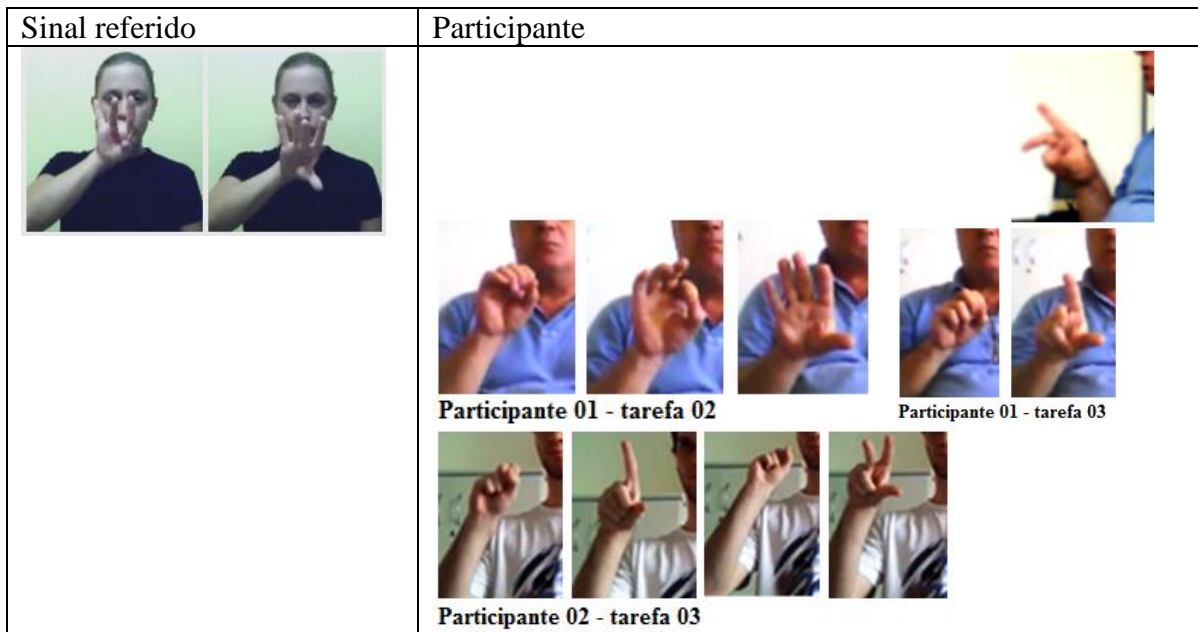 Sinal referido
Participante
Participante 01 - tarefa 02
Participante 01 - tarefa 03
Participante 02 - tarefa 03